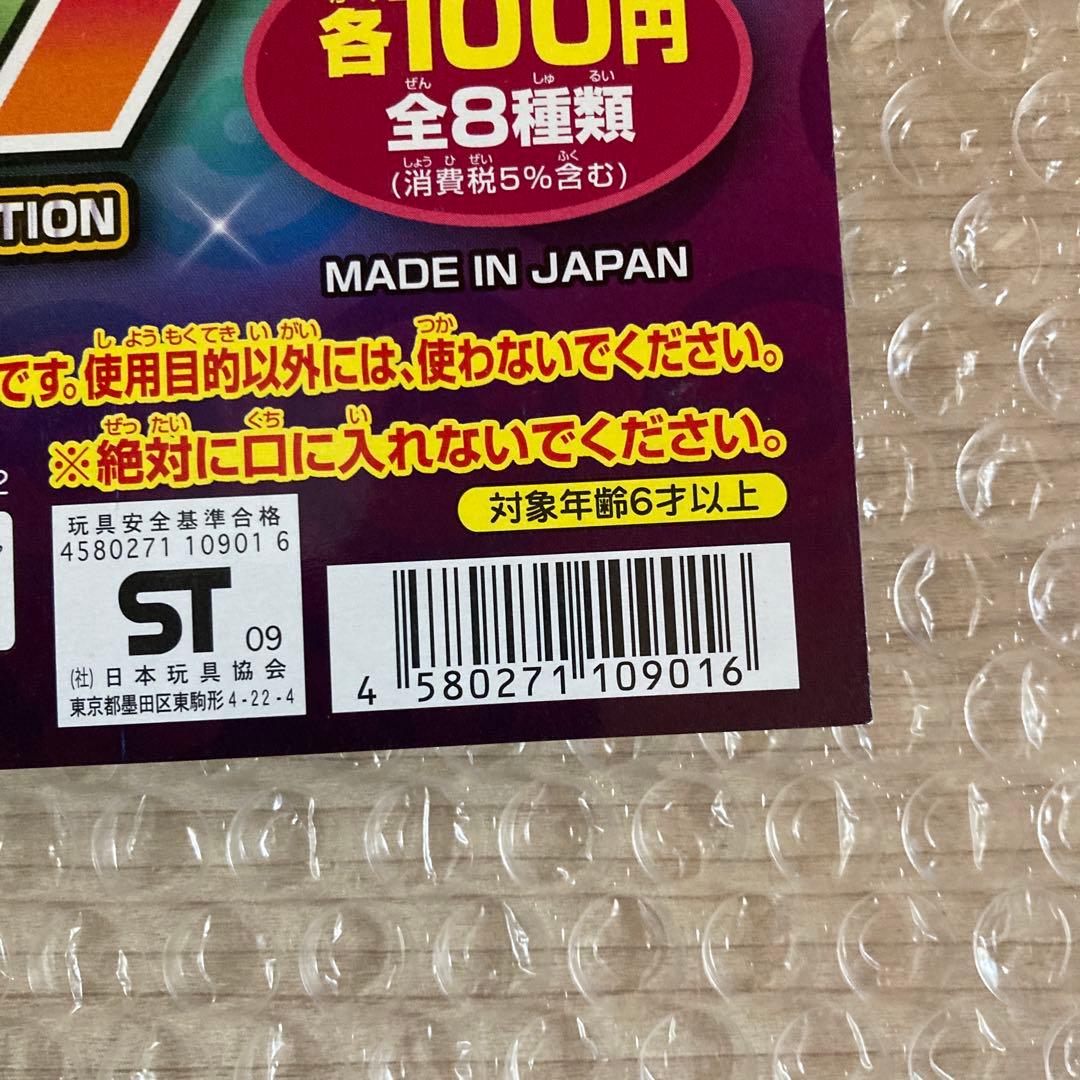 各100円
ぜん しゅ るい
全8種類
しょう ひ ぜい ふく
(消費税5%含む)
TION
MADE IN JAPAN
し よう もくてき い がい つか
です。使用目的以外には、使わないでください。
ぜっ たい くち い
※絶対に口に入れないでください。
2
対象年齢6才以上
玩具安全基準合格
4580271 10901 6
ST 09
(社)日本玩具協会
東京都墨田区東駒形4-22-4
4 580271 109016